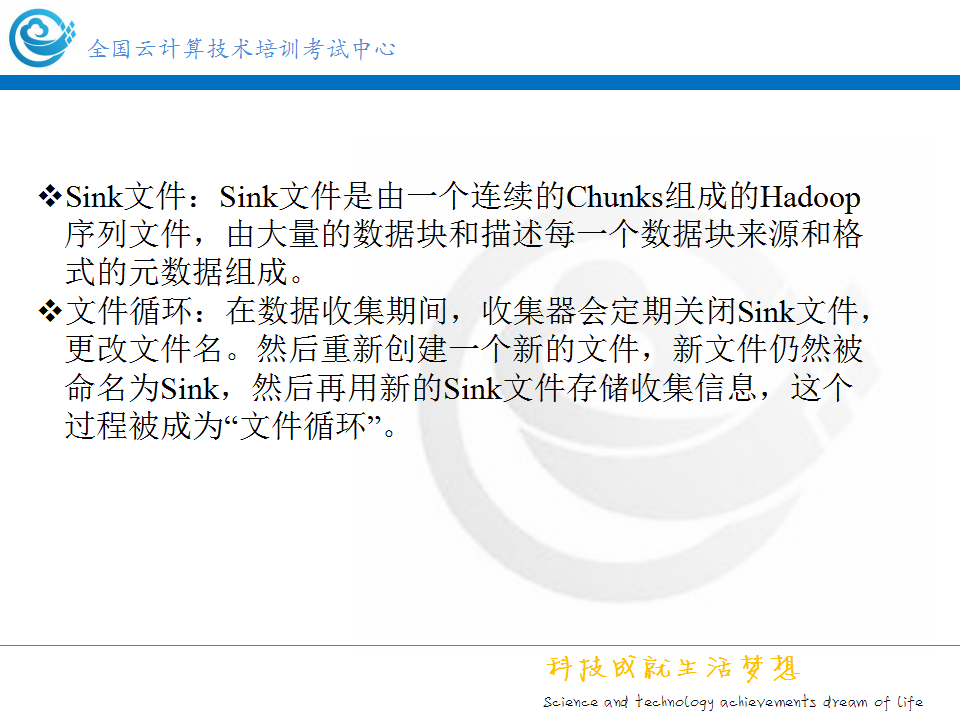 全国云计算技术培训考试中心
❖Sink文件：Sink文件是由一个连续的Chunks组成的Hadoop
序列文件，由大量的数据块和描述每一个数据块来源和格
式的元数据组成。
❖文件循环：在数据收集期间，收集器会定期关闭Sink文件，
更改文件名。然后重新创建一个新的文件，新文件仍然被
命名为Sink，然后再用新的Sink文件存储收集信息，这个
过程被成为“文件循环”。
科技成就生活梦想
Science and technology achievements dream of life